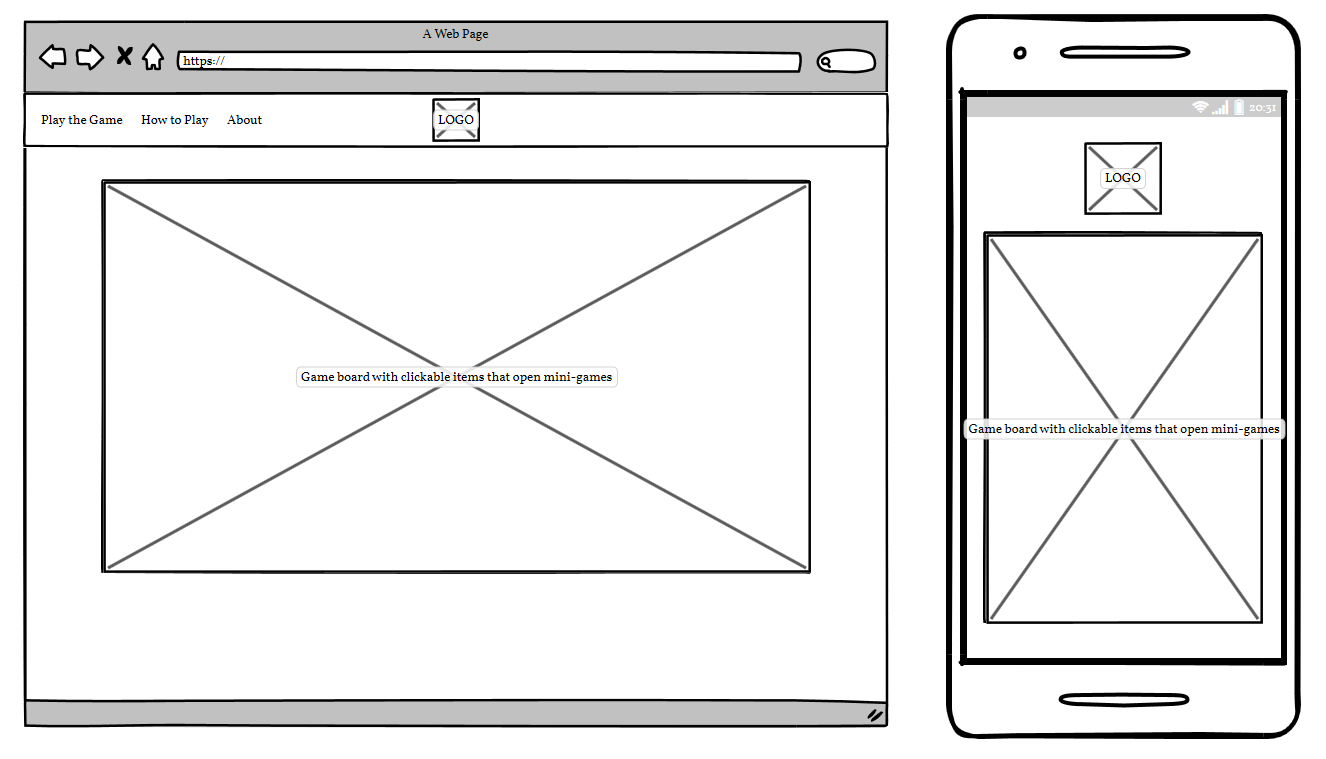 A Web Page
https://
Play the Game How to Play About LOGO
Game board with clickable items that open mini-games
20:31
LOGO
Game board with clickable items that open mini-games